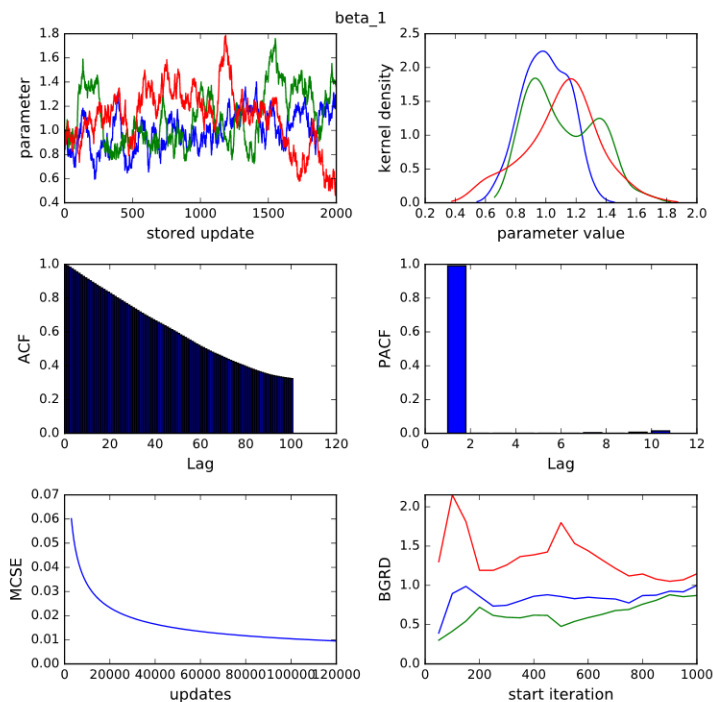 beta_1
1.8
1.6
1.4
1.2
1.0
0.8
0.6
0.4
parameter
0 500 1000 1500 2000
stored update
2.5
2.0
1.5
1.0
0.5
0.0
kernel density
0.2 0.4 0.6 0.8 1.0 1.2 1.4 1.6 1.8 2.0
parameter value
1.0
0.8
0.6
0.4
0.2
0.0
ACF
0 20 40 60 80 100 120
Lag
1.0
0.8
0.6
0.4
0.2
0.0
PACF
0 2 4 6 8 10 12
Lag
0.07
0.06
0.05
0.04
0.03
0.02
0.01
0.00
MCSE
0 20000 40000 60000 80000 100000 120000
updates
2.0
1.5
1.0
0.5
0.0
BGRD
0 200 400 600 800 1000
start iteration